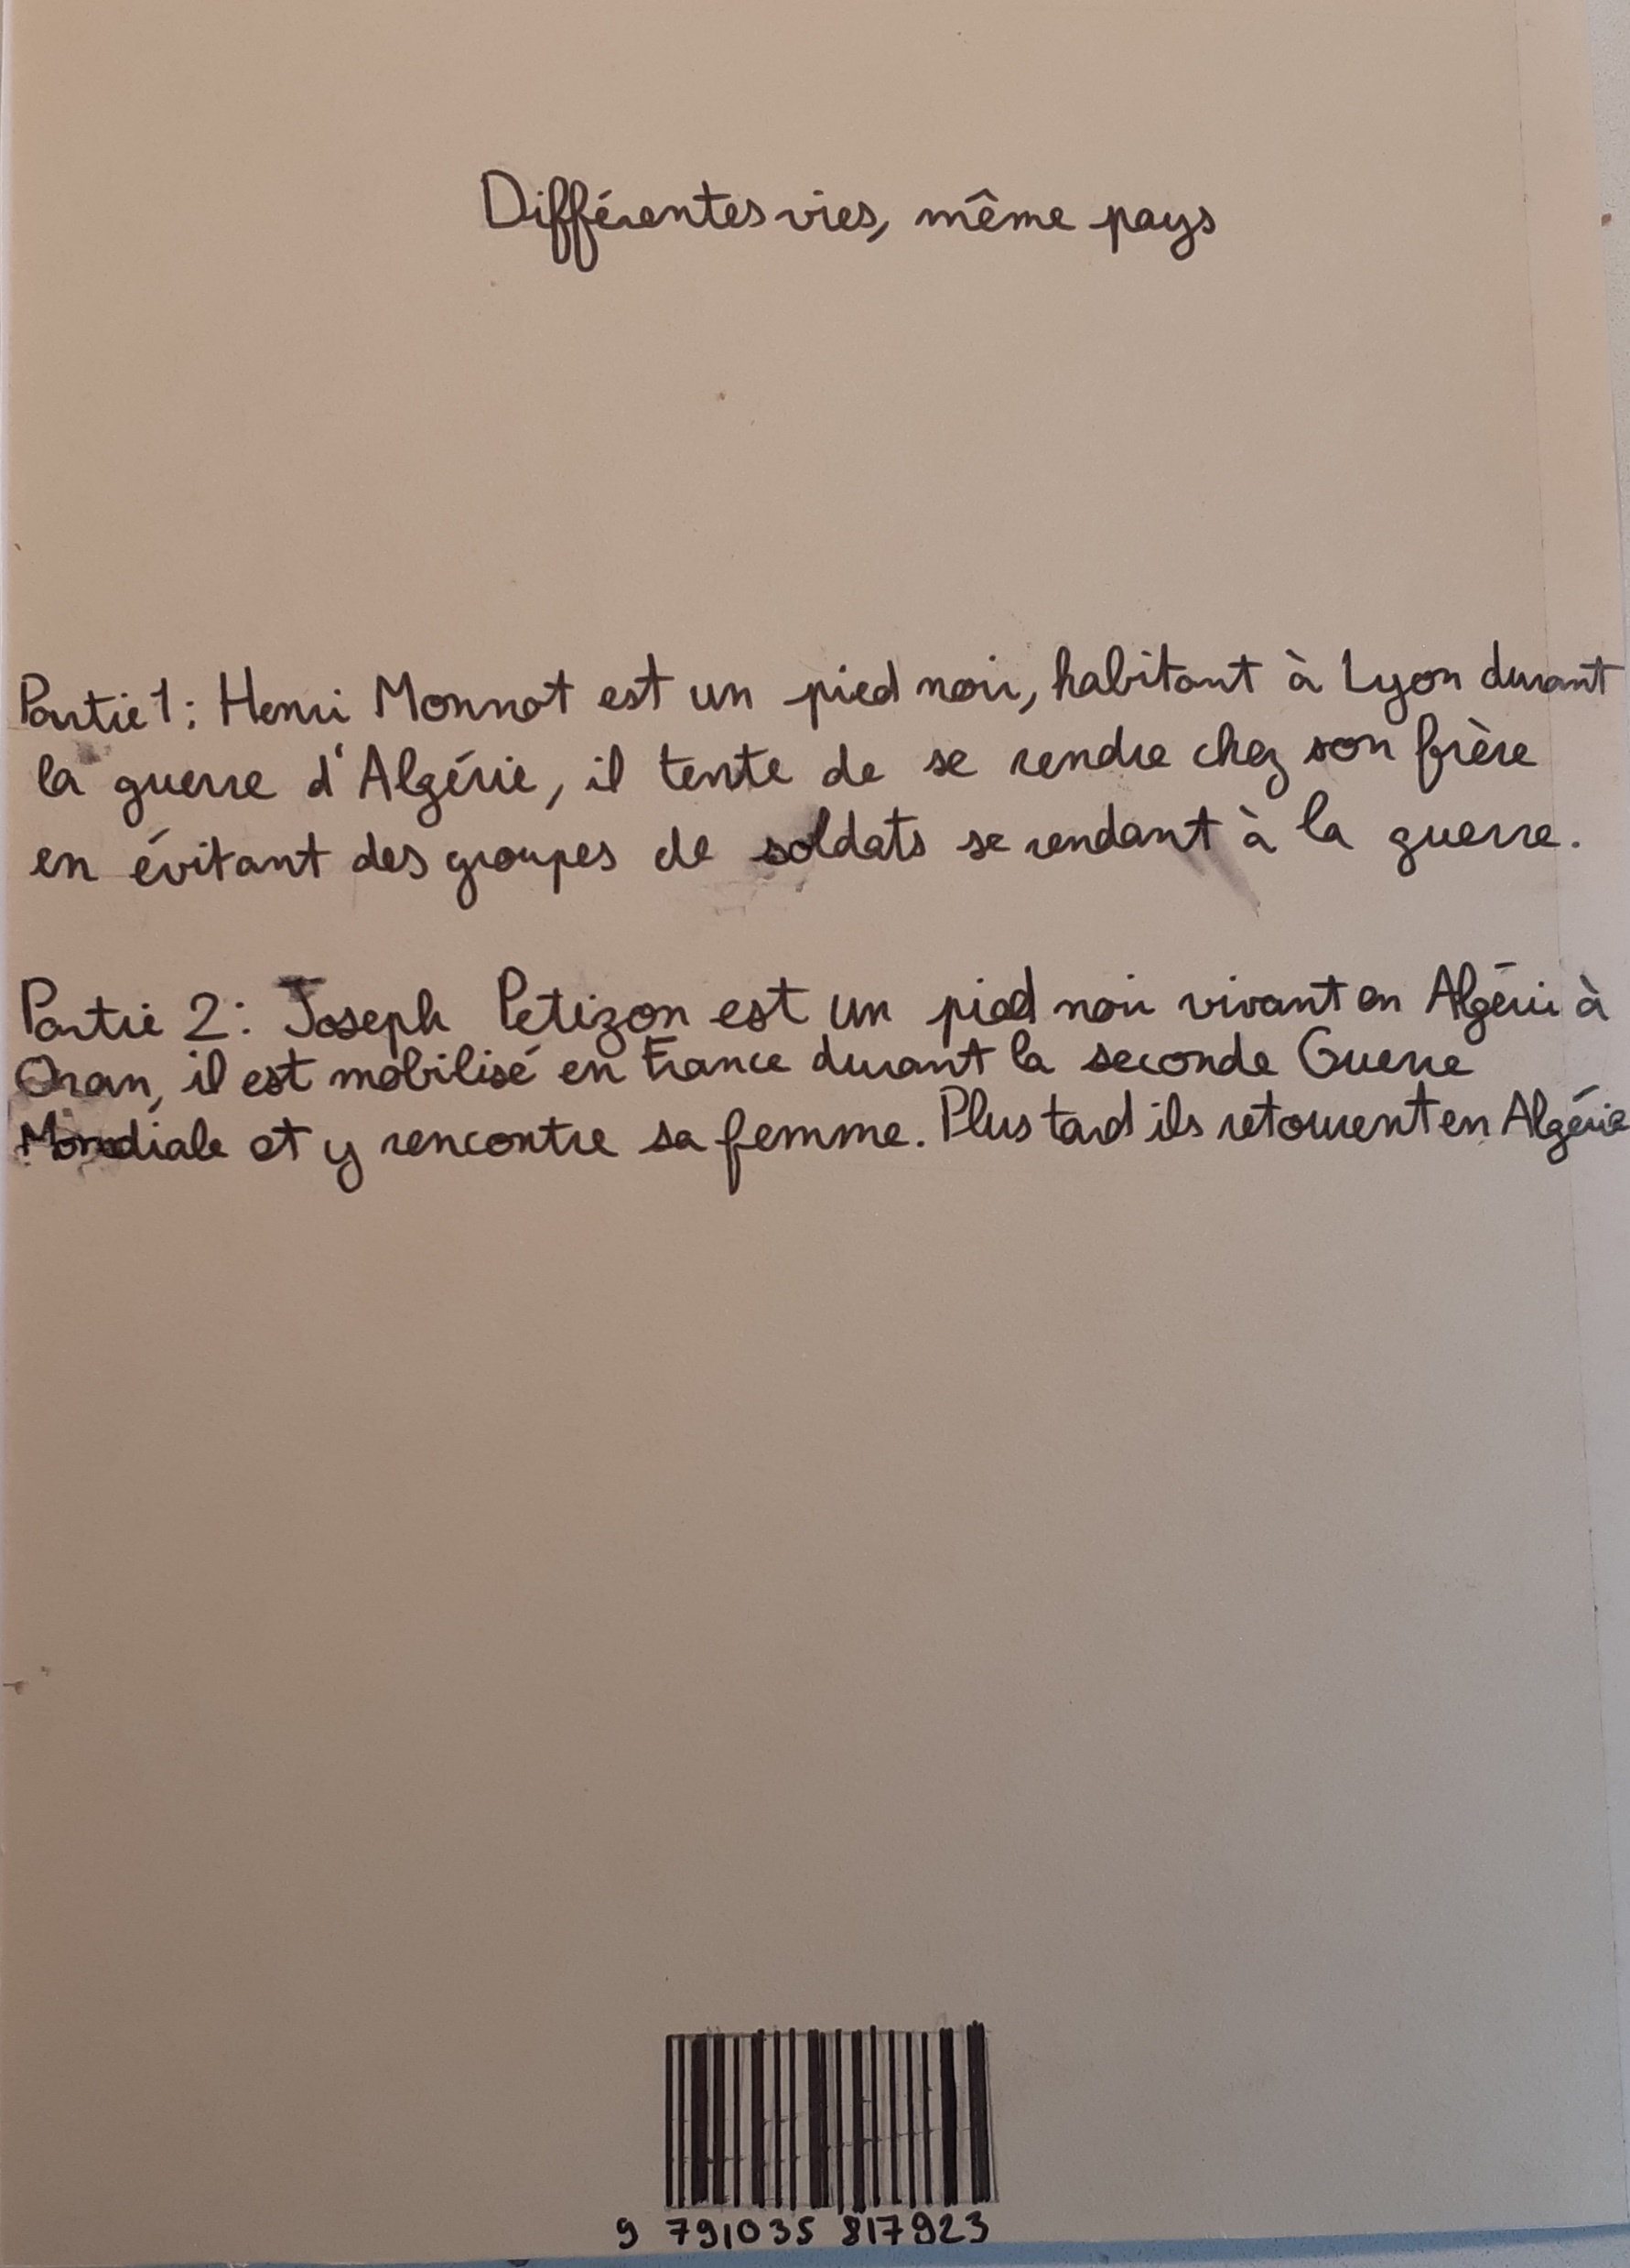 Différentes vies, même pays
Partie 1 : Henri Monnat est un pied noir, habitant à Lyon durant
la guerre d'Algérie, il tente de se rendre chez son frère
en évitant des groupes de soldats se rendant à la guerre.
Partie 2 : Joseph Petizon est un pied noir vivant en Algérie à
Oran, il est mobilisé en France durant la seconde Guerre
Mondiale et y rencontre sa femme. Plus tard ils retournent en Algérie
9 791035 817923